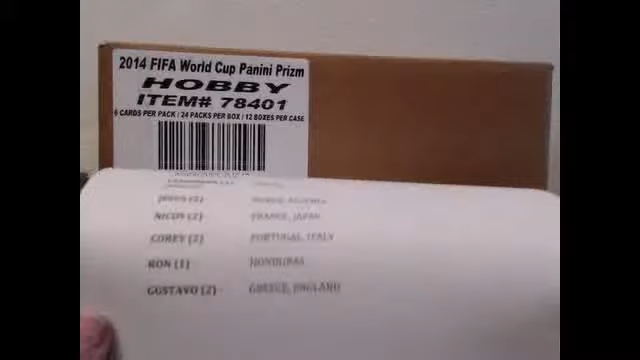 2014 FIFA World Cup Panini Prizm
HOBBY
ITEM# 78401
6 CARDS PER PACK / 24 PACKS PER BOX / 12 BOXES PER CASE
NICOS (2) FRANCE, JAPAN
COREY (2) PORTUGAL, ITALY
RON (1) HONDURAS
GUSTAVO (2) GREECE, ENGLAND